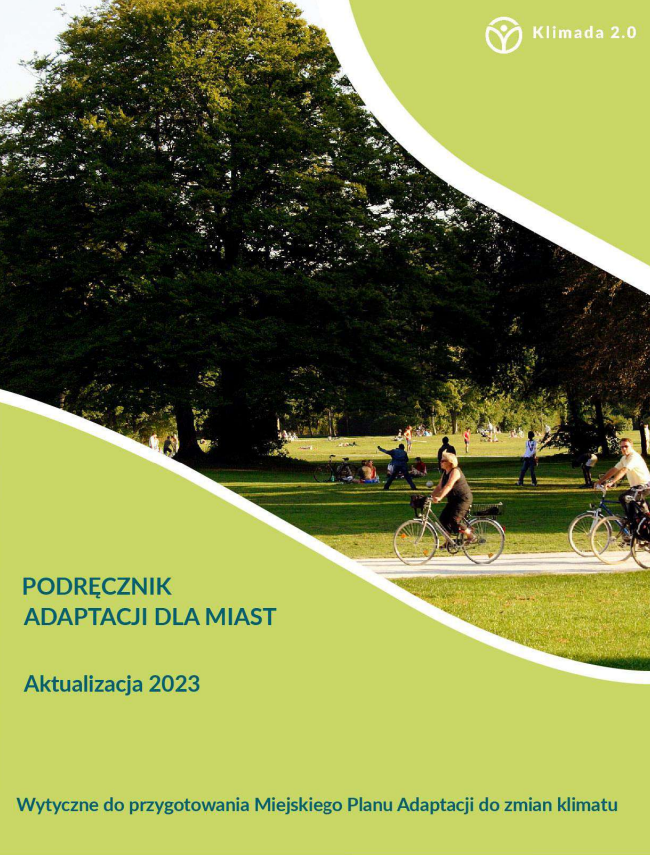 Klimada 2.0
PODRĘCZNIK
ADAPTACJI DLA MIAST
Aktualizacja 2023
Wytyczne do przygotowania Miejskiego Planu Adaptacji do zmian klimatu